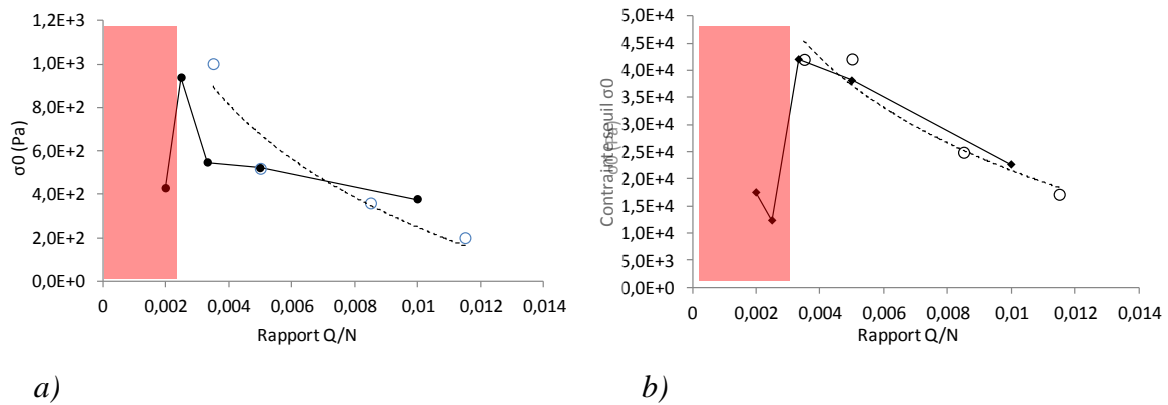 1,2E+3
1,0E+3
8,0E+2
6,0E+2
4,0E+2
2,0E+2
0,0E+0
σ0 (Pa)
0
0,002
0,004
0,006
0,008
0,01
0,012
0,014
Rapport Q/N
a)
5,0E+4
4,5E+4
4,0E+4
3,5E+4
3,0E+4
2,5E+4
2,0E+4
1,5E+4
1,0E+4
5,0E+3
0,0E+0
Contrainte seuil σ0
σ0 (Pa)
0
0,002
0,004
0,006
0,008
0,01
0,012
0,014
Rapport Q/N
b)